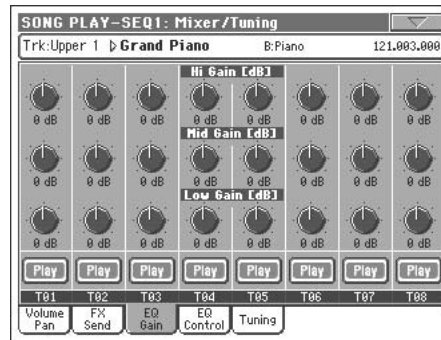 SONG PLAY-SEQ1: Mixer/Tuning
Trk:Upper 1 ▷Grand Piano B:Piano 121.003.000
Hi Gain [dB]
0 dB 0 dB 0 dB 0 dB 0 dB 0 dB 0 dB 0 dB
Mid Gain [dB]
0 dB 0 dB 0 dB 0 dB 0 dB 0 dB 0 dB 0 dB
Low Gain [dB]
0 dB 0 dB 0 dB 0 dB 0 dB 0 dB 0 dB 0 dB
Play Play Play Play Play Play Play Play
T01 T02 T03 T04 T05 T06 T07 T08
Volume Pan FX Send EQ Gain EQ Control Tuning